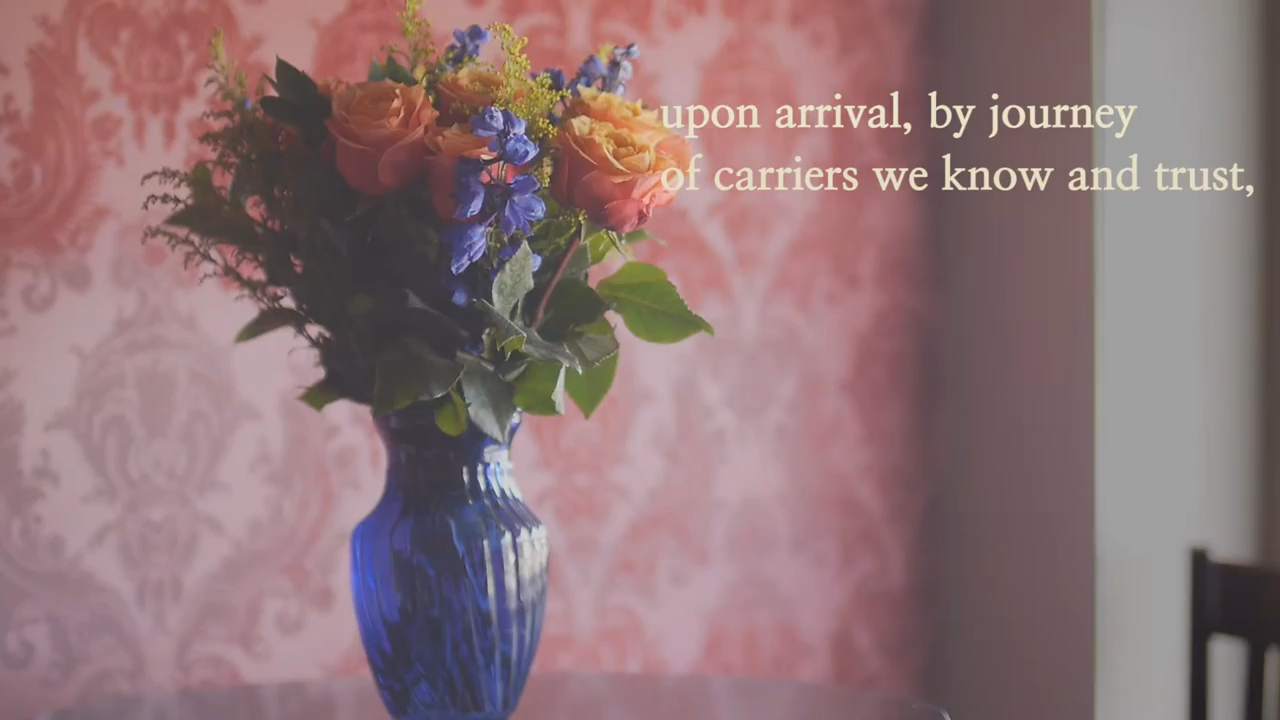 upon arrival, by journey
of carriers we know and trust,